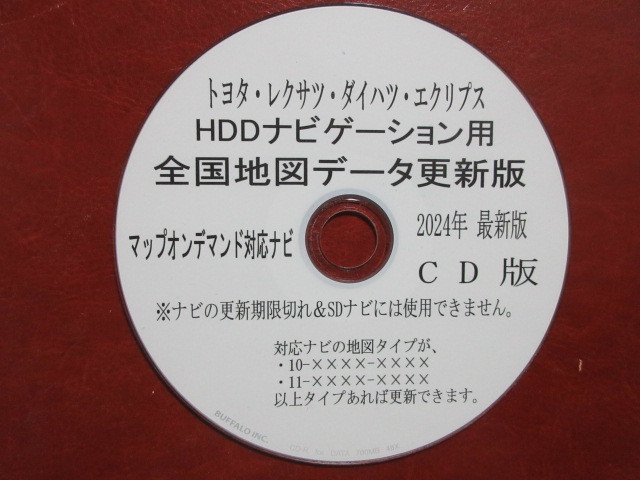 トヨタ・レクサツ・ダイハツ・エクリプス
HDDナビゲーション用
全国地図データ更新版
マップオンデマンド対応ナビ
2024年 最新版
CD版
※ナビの更新期限切れ&SDナビには使用できません。
対応ナビの地図タイプが、
・10-××××-××××
・11-××××-××××
以上タイプあれば更新できます。
BUFFALO INC.